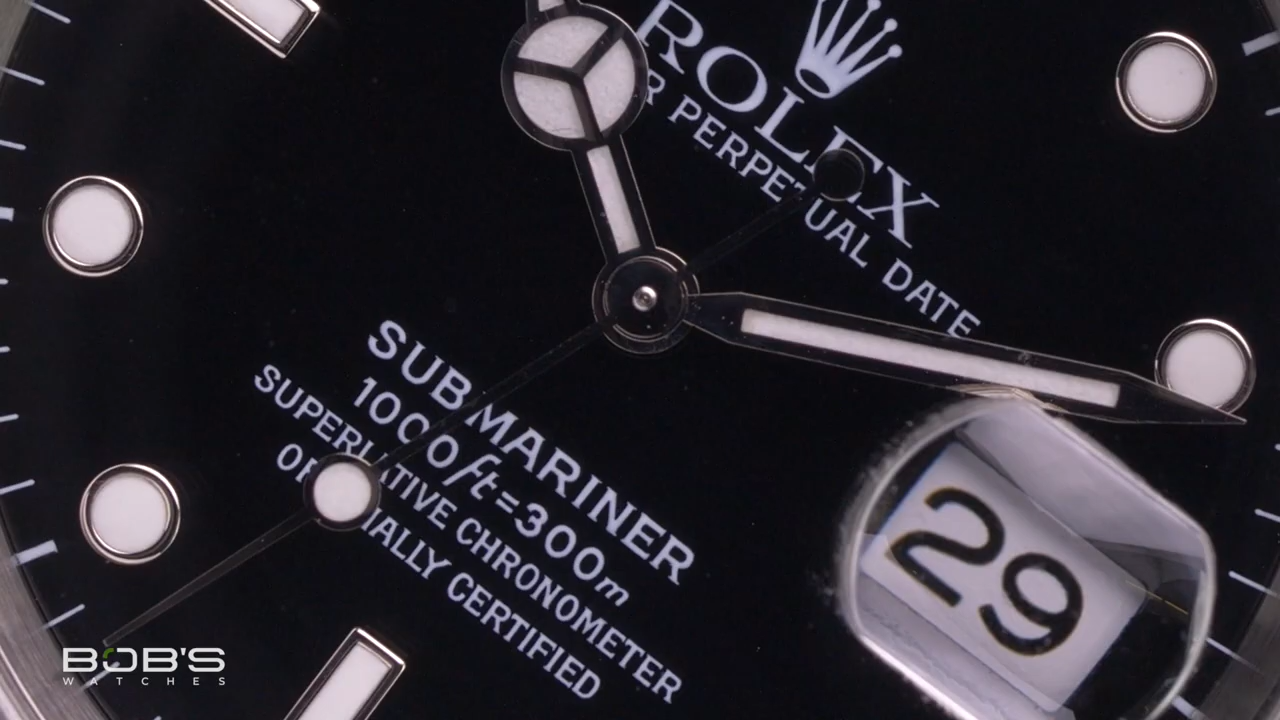 ROLEX
PERPETUAL DATE
SUBMARINER
1000ft=300m
SUPERLATIVE CHRONOMETER
OFFICIALLY CERTIFIED
29
BOB'S
WATCHES